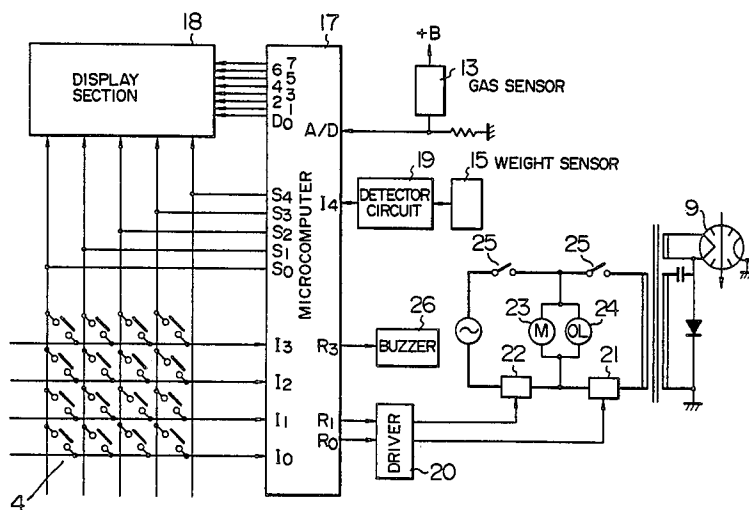 18
17
+B
DISPLAY
SECTION
7
6
5
4
3
2
1
D0
13
GAS SENSOR
A/D
19
15 WEIGHT SENSOR
DETECTOR
CIRCUIT
I4
MICROCOMPUTER
S4
S3
S2
S1
S0
9
25
25
26
BUZZER
23
M
OL
24
22
21
I3
R3
I2
I1
R1
I0
R0
DRIVER
20
4